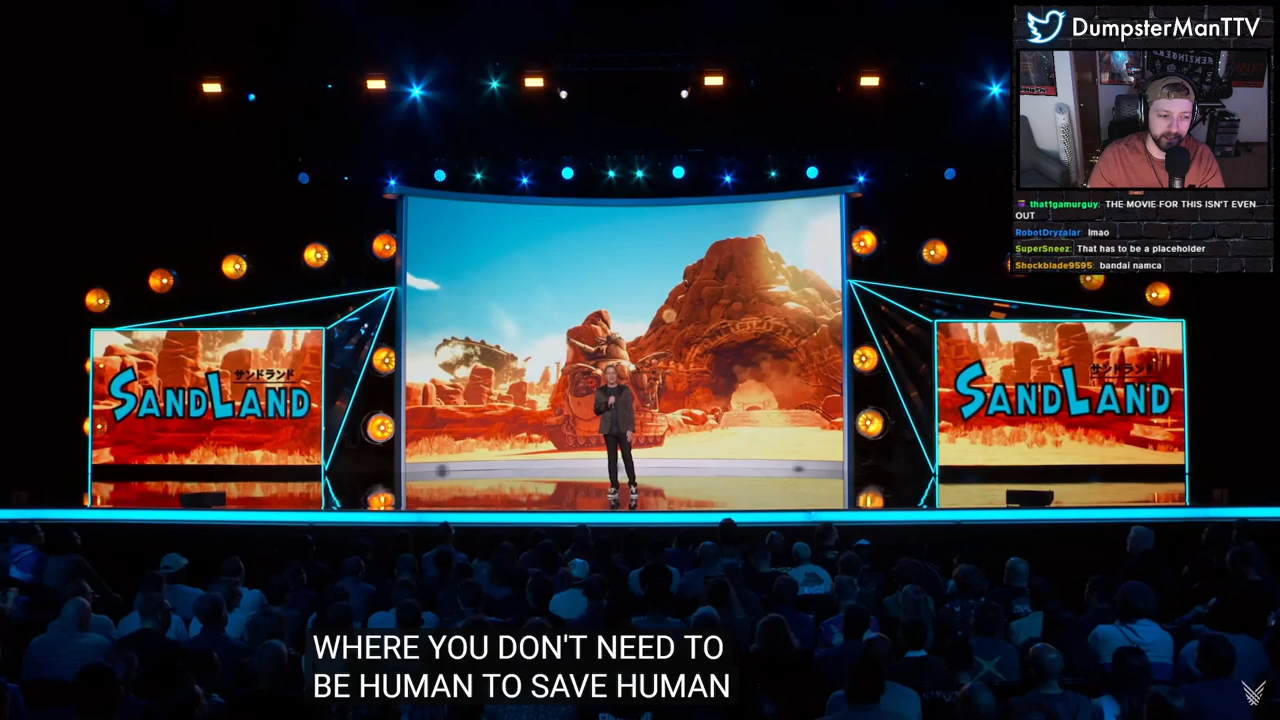 DumpsterManTTV
that1gamurguy: THE MOVIE FOR THIS ISN'T EVEN
OUT
RobotDryzalar: lmao
SuperSneez: That has to be a placeholder
Shockblade9595: bandai namca
サンドランド
SANDLAND
サンドランド
SANDLAND
WHERE YOU DON'T NEED TO
BE HUMAN TO SAVE HUMAN